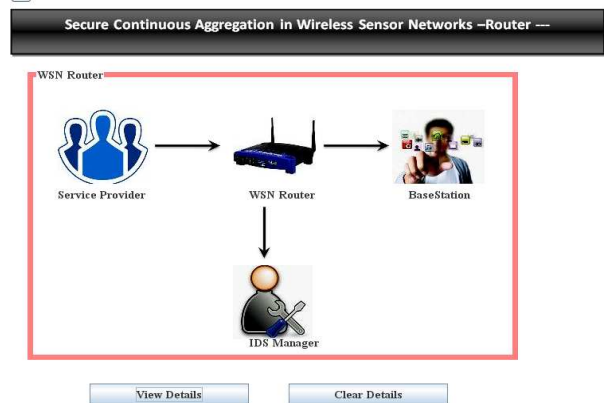 Secure Continuous Aggregation in Wireless Sensor Networks –Router ---
WSN Router
Service Provider
WSN Router
BaseStation
IDS Manager
View Details
Clear Details